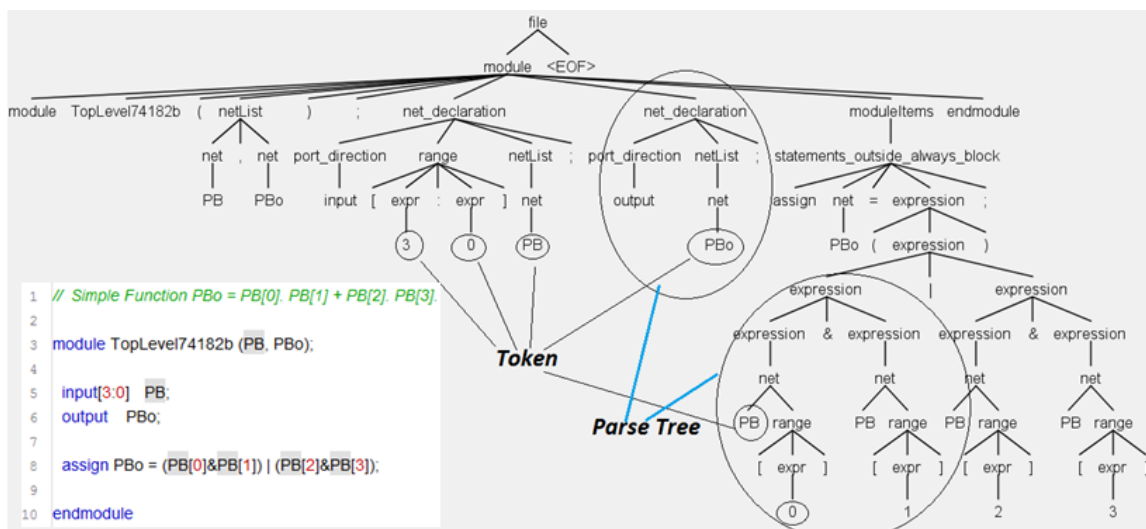 file
module <EOF>
module TopLevel74182b ( netList ) ; net_declaration net_declaration moduleItems endmodule
net , net port_direction range netList ; port_direction netList ; statements_outside_always_block
PB PBo input [ expr : expr ] net output net assign net = expression ;
3 0 PB PBo PBo ( expression )
expression | expression
expression & expression expression & expression
net net net net
PB range PB range PB range PB range
[ expr ] [ expr ] [ expr ] [ expr ]
0 1 2 3
Token
Parse Tree
1 // Simple Function PBo = PB[0]. PB[1] + PB[2]. PB[3].
2
3 module TopLevel74182b (PB, PBo);
4
5 input[3:0] PB;
6 output PBo;
7
8 assign PBo = (PB[0]&PB[1]) | (PB[2]&PB[3]);
9
10 endmodule